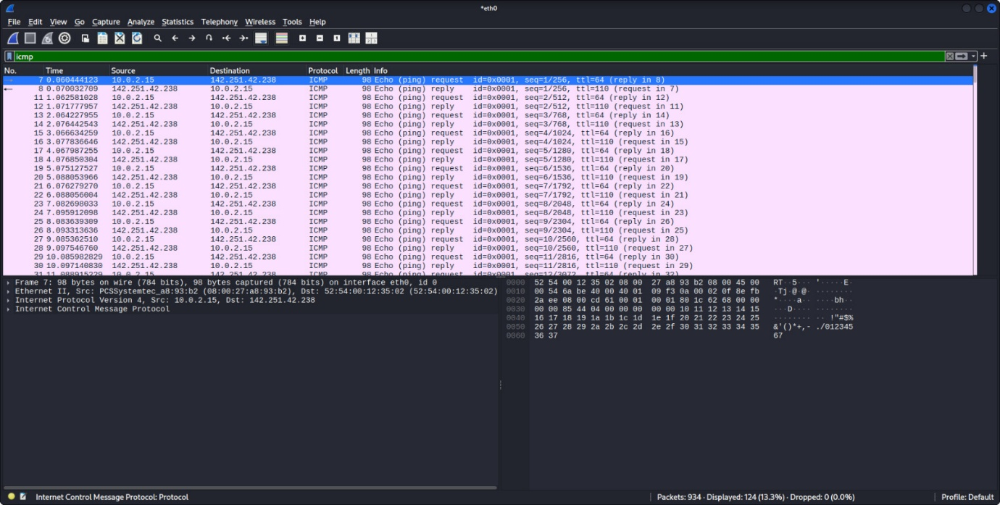 *eth0
File Edit View Go Capture Analyze Statistics Telephony Wireless Tools Help
icmp
No. Time Source Destination Protocol Length Info
7 0.060444123 10.0.2.15 142.251.42.238 ICMP 98 Echo (ping) request id=0x0001, seq=1/256, ttl=64 (reply in 8)
8 0.070032709 142.251.42.238 10.0.2.15 ICMP 98 Echo (ping) reply id=0x0001, seq=1/256, ttl=110 (request in 7)
11 1.062581028 10.0.2.15 142.251.42.238 ICMP 98 Echo (ping) request id=0x0001, seq=2/512, ttl=64 (reply in 12)
12 1.071777957 142.251.42.238 10.0.2.15 ICMP 98 Echo (ping) reply id=0x0001, seq=2/512, ttl=110 (request in 11)
13 2.064227955 10.0.2.15 142.251.42.238 ICMP 98 Echo (ping) request id=0x0001, seq=3/768, ttl=64 (reply in 14)
14 2.076442543 142.251.42.238 10.0.2.15 ICMP 98 Echo (ping) reply id=0x0001, seq=3/768, ttl=110 (request in 13)
15 3.066634259 10.0.2.15 142.251.42.238 ICMP 98 Echo (ping) request id=0x0001, seq=4/1024, ttl=64 (reply in 16)
16 3.077836646 142.251.42.238 10.0.2.15 ICMP 98 Echo (ping) reply id=0x0001, seq=4/1024, ttl=110 (request in 15)
17 4.067987255 10.0.2.15 142.251.42.238 ICMP 98 Echo (ping) request id=0x0001, seq=5/1280, ttl=64 (reply in 18)
18 4.076850304 142.251.42.238 10.0.2.15 ICMP 98 Echo (ping) reply id=0x0001, seq=5/1280, ttl=110 (request in 17)
19 5.075127527 10.0.2.15 142.251.42.238 ICMP 98 Echo (ping) request id=0x0001, seq=6/1536, ttl=64 (reply in 20)
20 5.088053966 142.251.42.238 10.0.2.15 ICMP 98 Echo (ping) reply id=0x0001, seq=6/1536, ttl=110 (request in 19)
21 6.076279270 10.0.2.15 142.251.42.238 ICMP 98 Echo (ping) request id=0x0001, seq=7/1792, ttl=64 (reply in 22)
22 6.088056004 142.251.42.238 10.0.2.15 ICMP 98 Echo (ping) reply id=0x0001, seq=7/1792, ttl=110 (request in 21)
23 7.082698033 10.0.2.15 142.251.42.238 ICMP 98 Echo (ping) request id=0x0001, seq=8/2048, ttl=64 (reply in 24)
24 7.095912098 142.251.42.238 10.0.2.15 ICMP 98 Echo (ping) reply id=0x0001, seq=8/2048, ttl=110 (request in 23)
25 8.083639309 10.0.2.15 142.251.42.238 ICMP 98 Echo (ping) request id=0x0001, seq=9/2304, ttl=64 (reply in 26)
26 8.093313636 142.251.42.238 10.0.2.15 ICMP 98 Echo (ping) reply id=0x0001, seq=9/2304, ttl=110 (request in 25)
27 9.085362510 10.0.2.15 142.251.42.238 ICMP 98 Echo (ping) request id=0x0001, seq=10/2560, ttl=64 (reply in 28)
28 9.097546760 142.251.42.238 10.0.2.15 ICMP 98 Echo (ping) reply id=0x0001, seq=10/2560, ttl=110 (request in 27)
29 10.085982829 10.0.2.15 142.251.42.238 ICMP 98 Echo (ping) request id=0x0001, seq=11/2816, ttl=64 (reply in 30)
30 10.097140830 142.251.42.238 10.0.2.15 ICMP 98 Echo (ping) reply id=0x0001, seq=11/2816, ttl=110 (request in 29)
31 11.088915229 10.0.2.15 142.251.42.238 ICMP 98 Echo (ping) request id=0x0001, seq=12/3072, ttl=64 (reply in 32)
Frame 7: 98 bytes on wire (784 bits), 98 bytes captured (784 bits) on interface eth0, id 0
Ethernet II, Src: PCSSystemtec_a8:93:b2 (08:00:27:a8:93:b2), Dst: 52:54:00:12:35:02 (52:54:00:12:35:02)
Internet Protocol Version 4, Src: 10.0.2.15, Dst: 142.251.42.238
Internet Control Message Protocol
0000 52 54 00 12 35 02 08 00 27 a8 93 b2 08 00 45 00 RT··5···'·····E·
0010 00 54 6a be 40 00 40 01 09 f3 0a 00 02 0f 8e fb ·Tj·@·@·········
0020 2a ee 08 00 cd 61 00 01 00 01 80 1c 62 68 00 00 *····a······bh··
0030 00 00 85 44 04 00 00 00 00 00 10 11 12 13 14 15 ···D············
0040 16 17 18 19 1a 1b 1c 1d 1e 1f 20 21 22 23 24 25 ·········· !"#$%
0050 26 27 28 29 2a 2b 2c 2d 2e 2f 30 31 32 33 34 35 &'()*+,-./012345
0060 36 37 67
Internet Control Message Protocol: Protocol
Packets: 934 · Displayed: 124 (13.3%) · Dropped: 0 (0.0%)
Profile: Default